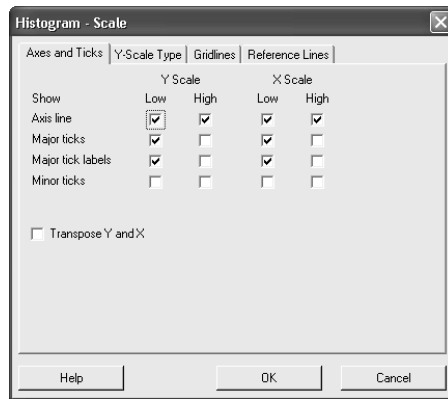 Histogram - Scale
Axes and Ticks Y-Scale Type Gridlines Reference Lines
Y Scale X Scale
Show Low High Low High
Axis line
Major ticks
Major tick labels
Minor ticks
Transpose Y and X
Help OK Cancel